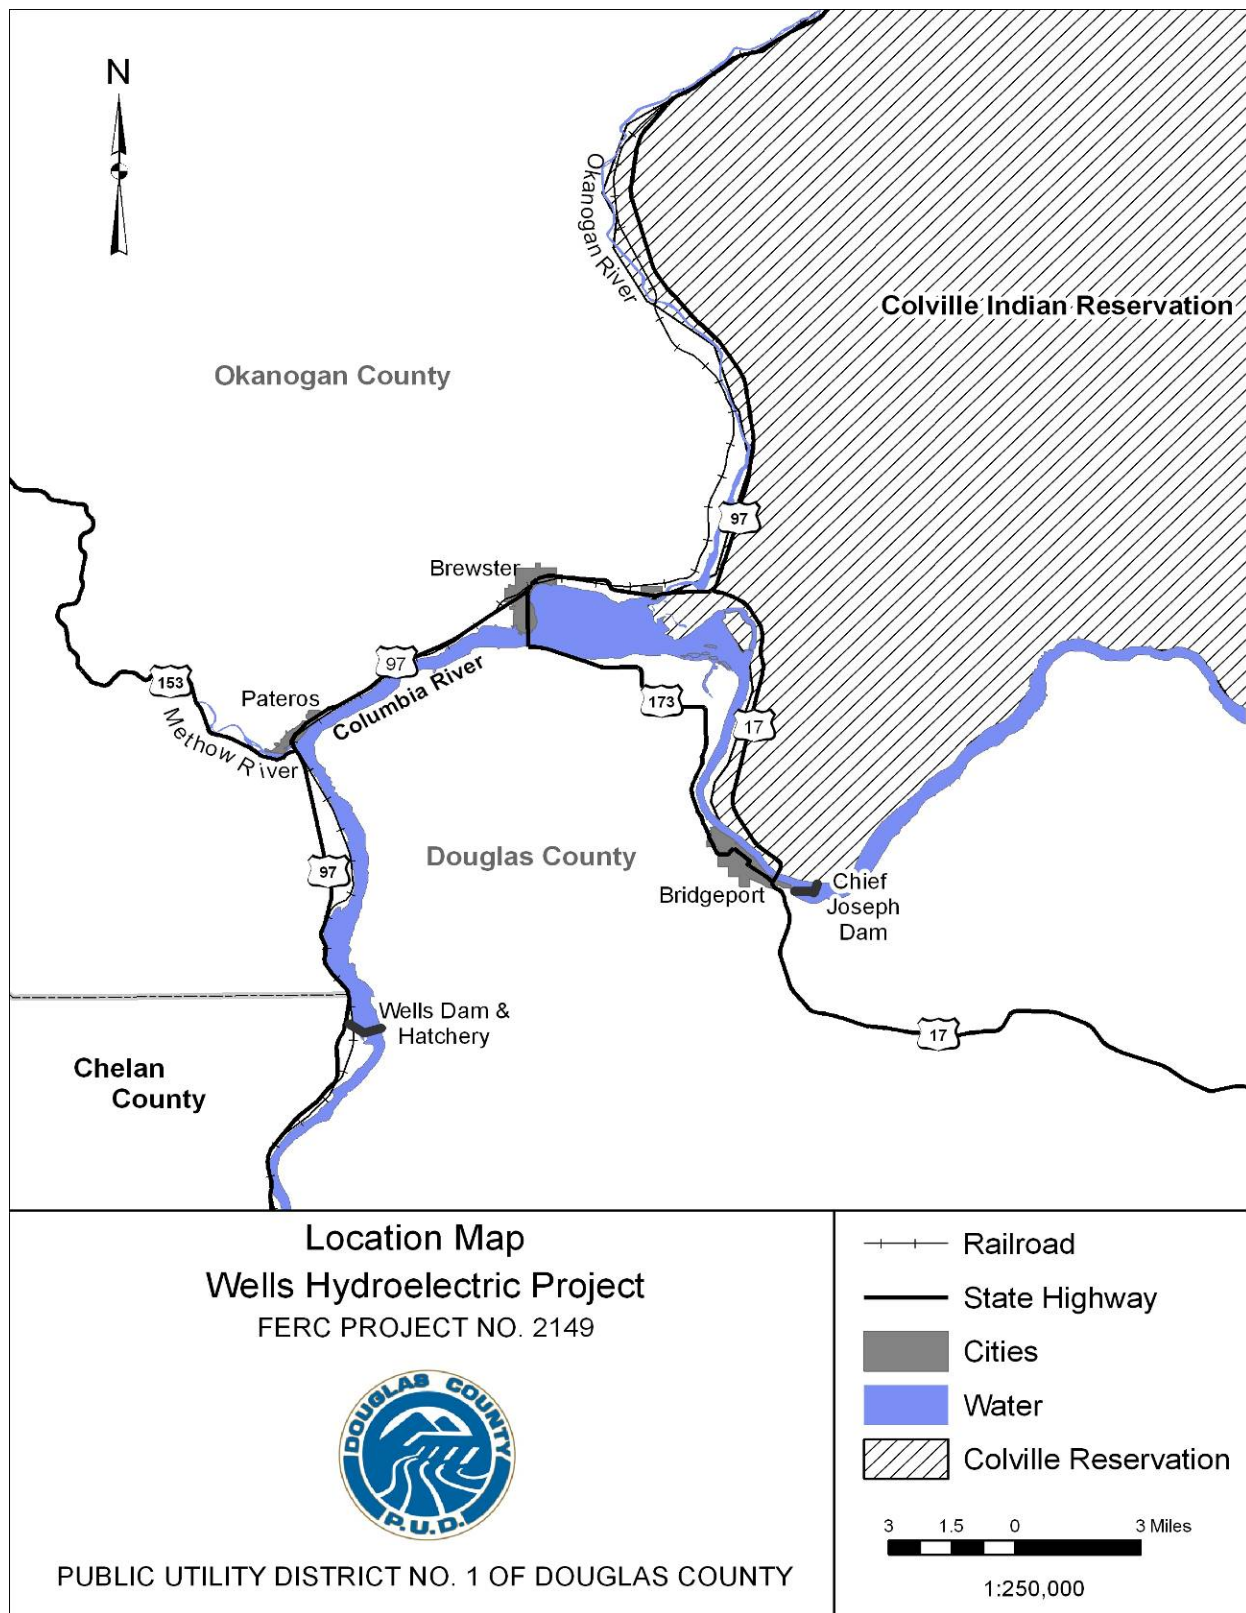 N
Okanogan River
Colville Indian Reservation
Okanogan County
97
Brewster
97
153
Pateros
Columbia River
173
17
Methow River
97
Douglas County
Bridgeport
Chief
Joseph
Dam
Wells Dam &
Hatchery
17
Chelan
County
Location Map
Wells Hydroelectric Project
FERC PROJECT NO. 2149
DOUGLAS COUNTY
P.U.D.
PUBLIC UTILITY DISTRICT NO. 1 OF DOUGLAS COUNTY
Railroad
State Highway
Cities
Water
Colville Reservation
3 1.5 0 3 Miles
1:250,000